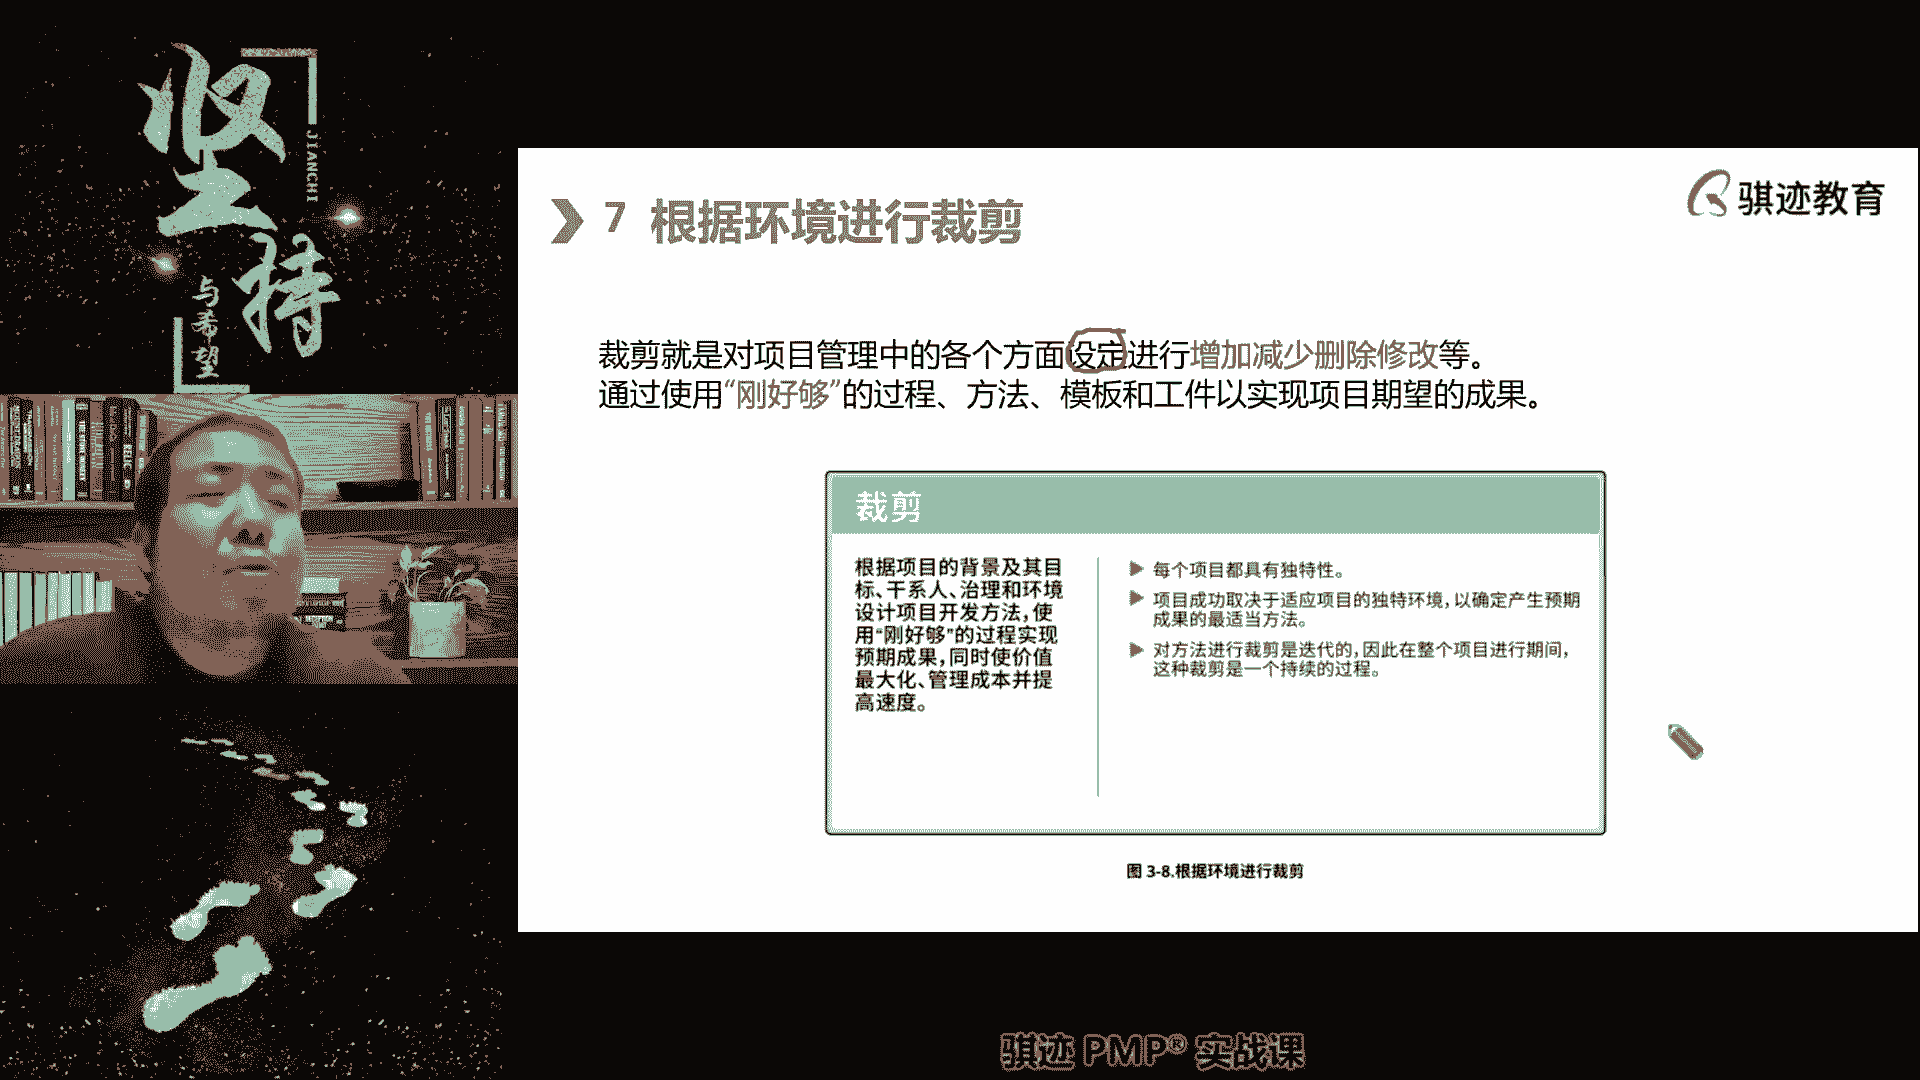 坚持
JIANCHI
与希望
骐迹教育
7 根据环境进行裁剪
裁剪就是对项目管理中的各个方面设定进行增加减少删除修改等。
通过使用“刚好够”的过程、方法、模板和工件以实现项目期望的成果。
裁剪
根据项目的背景及其目
标、干系人、治理和环境
设计项目开发方法,使
用“刚好够”的过程实现
预期成果,同时使价值
最大化、管理成本并提
高速度。
每个项目都具有独特性。
项目成功取决于适应项目的独特环境,以确定产生预期
成果的最适当方法。
对方法进行裁剪是迭代的,因此在整个项目进行期间,
这种裁剪是一个持续的过程。
图 3-8.根据环境进行裁剪
骐迹 PMP® 实战课